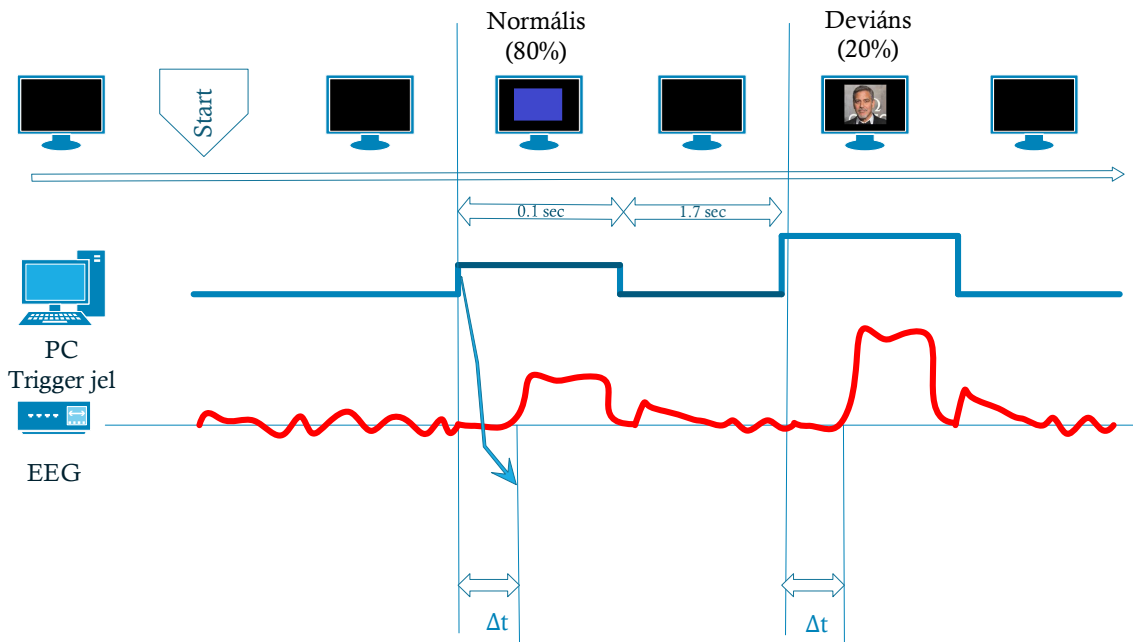 Normális
(80%)
Deviáns
(20%)
Start
0.1 sec
1.7 sec
PC
Trigger jel
EEG
Δt
Δt